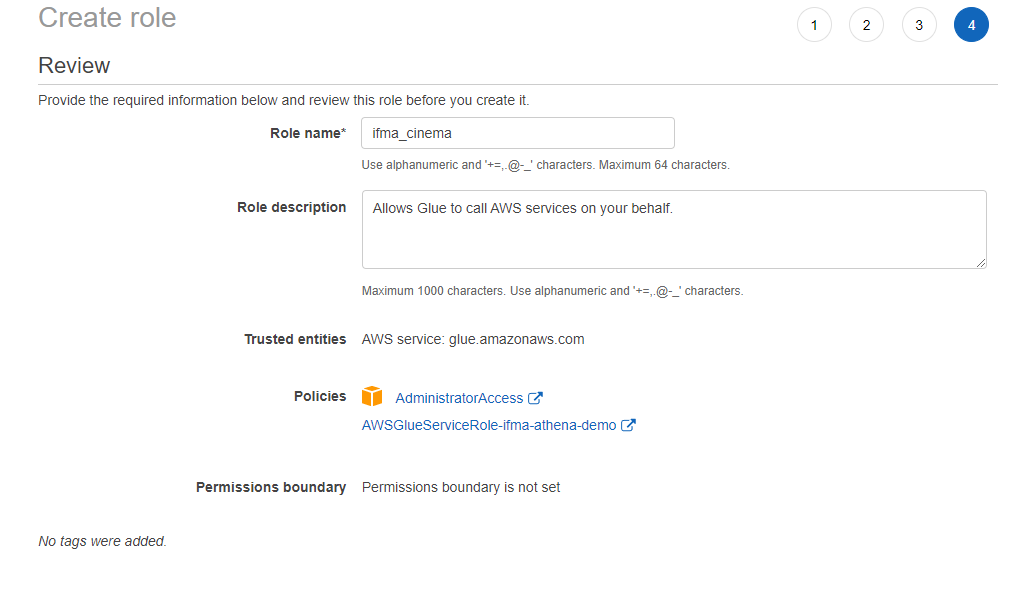 Create role
1 2 3 4
Review
Provide the required information below and review this role before you create it.
Role name* ifma_cinema
Use alphanumeric and '+=,.@-_' characters. Maximum 64 characters.
Role description Allows Glue to call AWS services on your behalf.
Maximum 1000 characters. Use alphanumeric and '+=,.@-_' characters.
Trusted entities AWS service: glue.amazonaws.com
Policies AdministratorAccess
AWSGlueServiceRole-ifma-athena-demo
Permissions boundary Permissions boundary is not set
No tags were added.